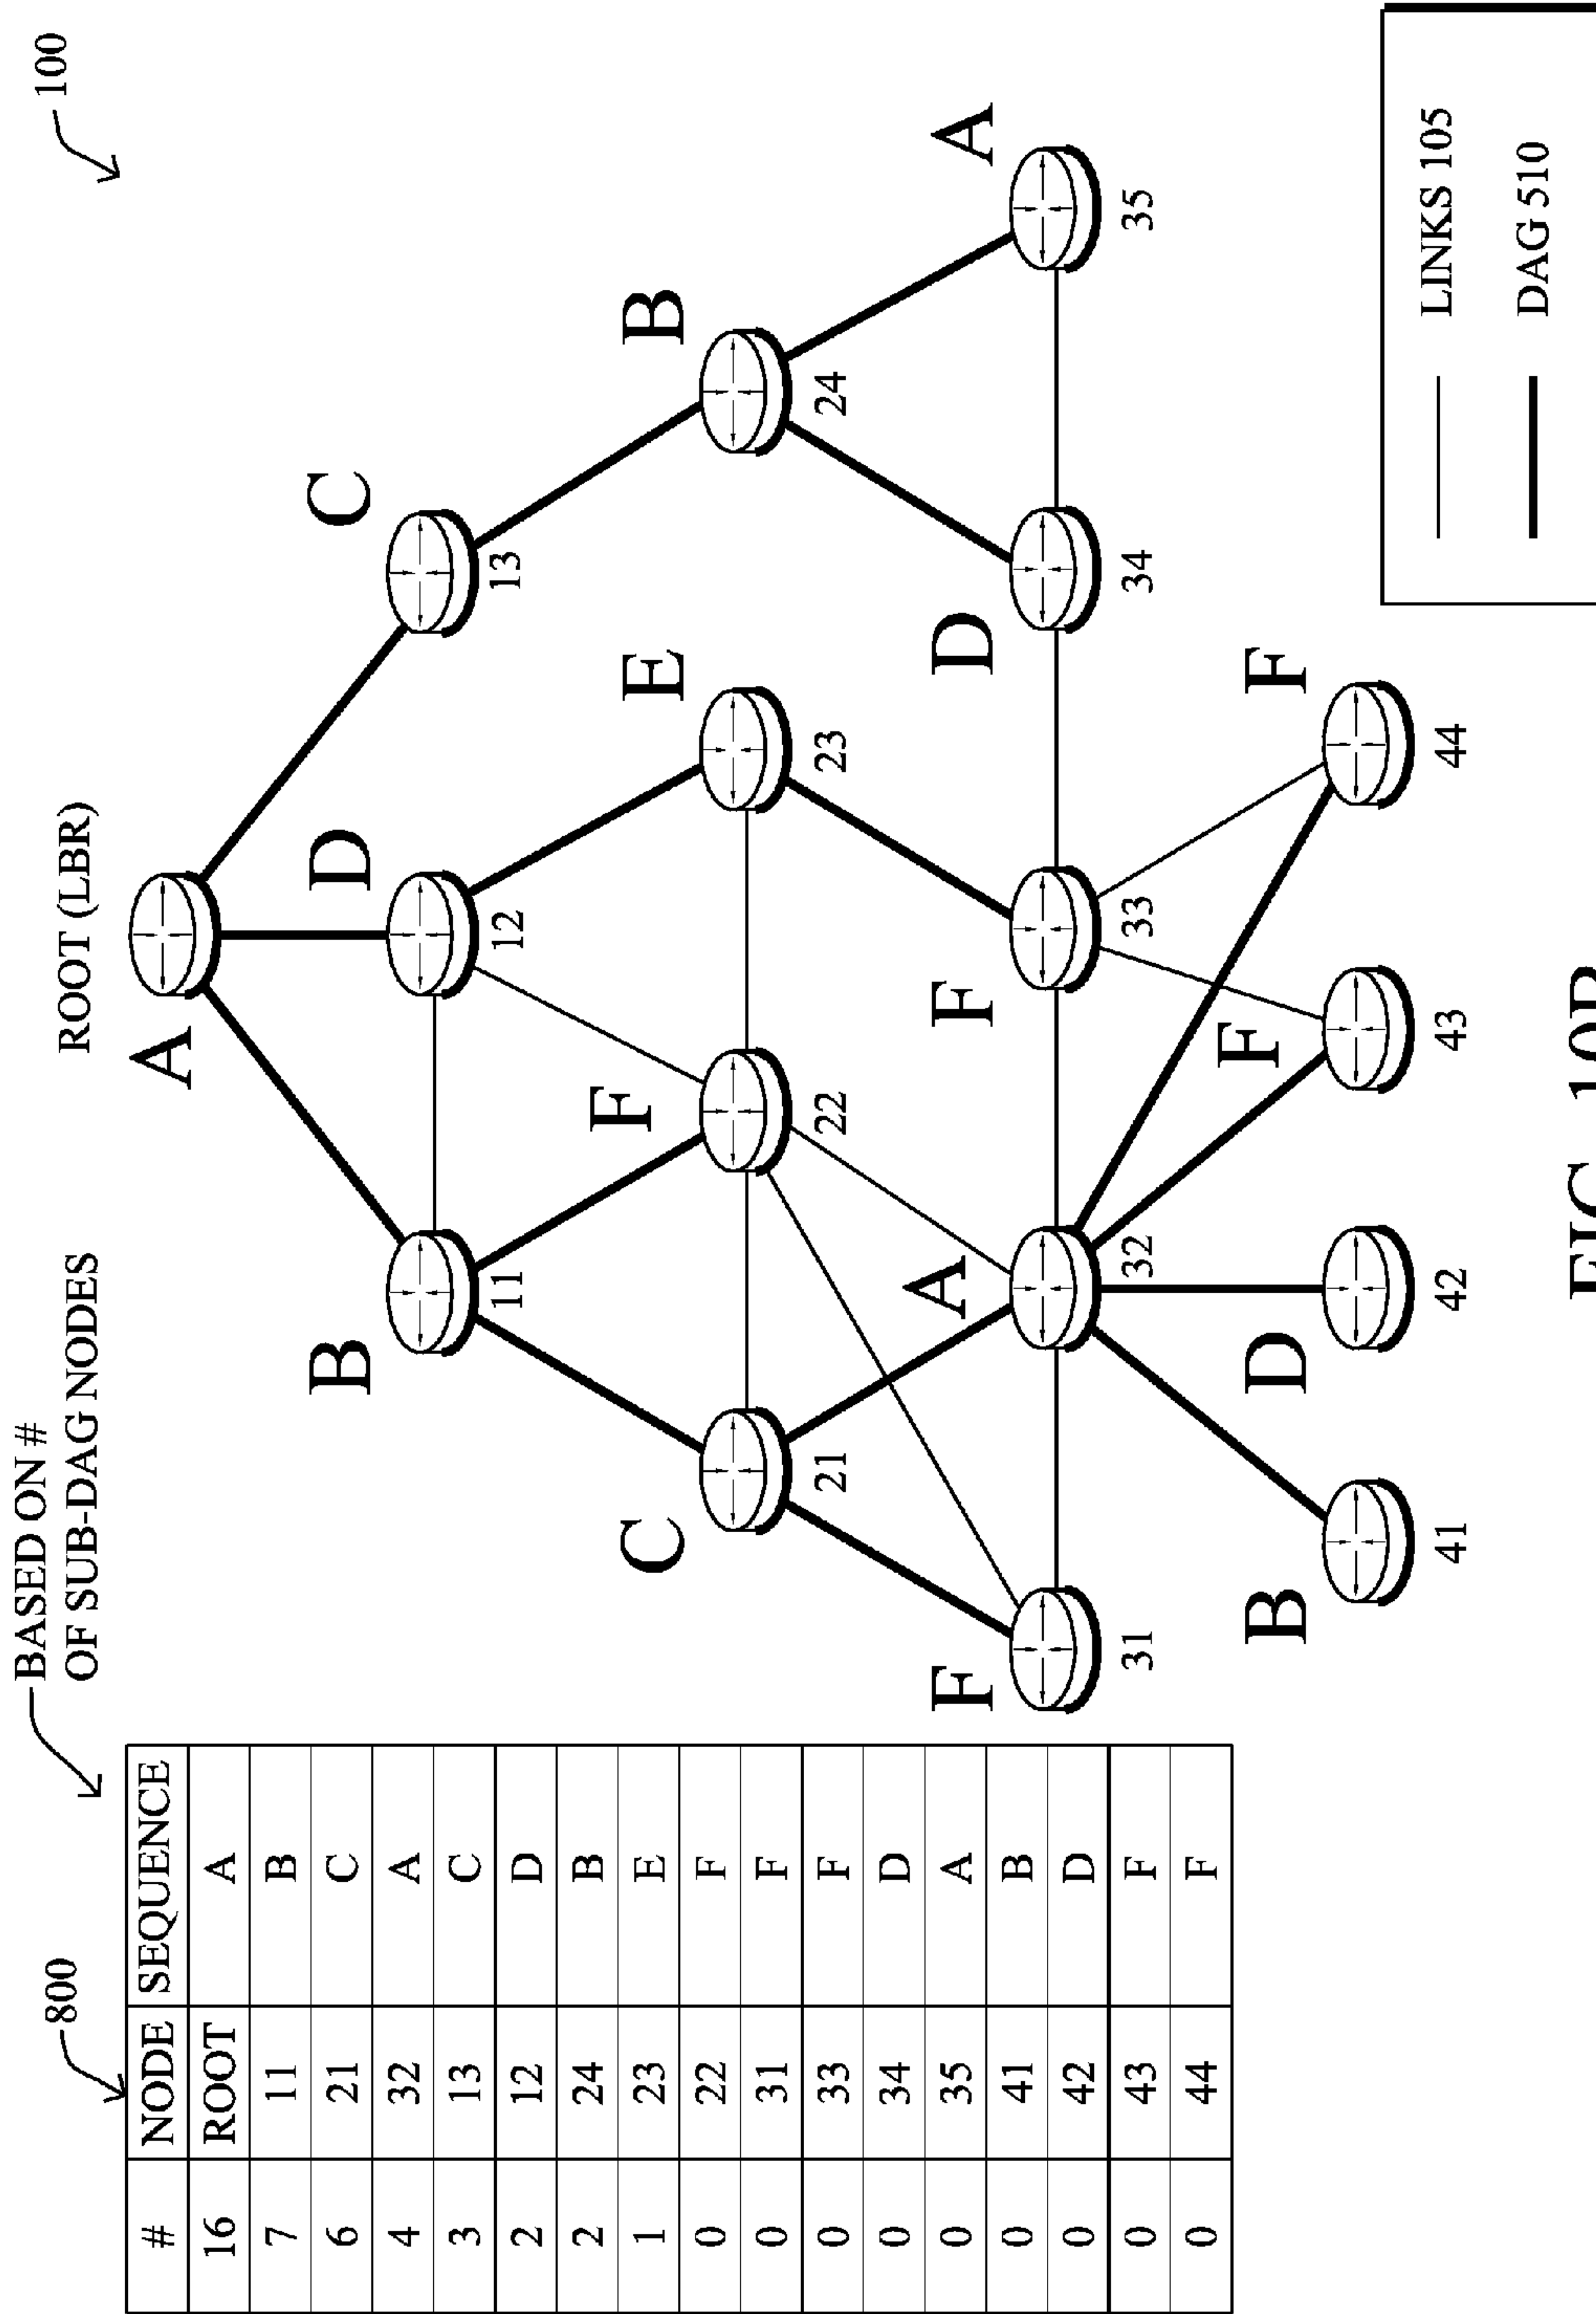 BASED ON #
OF SUB-DAG NODES
800
# NODE SEQUENCE
16 ROOT A
7 11 B
6 21 C
4 32 A
3 13 C
2 12 D
2 24 B
1 23 E
0 22 F
0 31 F
0 33 F
0 34 D
0 35 A
0 41 B
0 42 D
0 43 F
0 44 F
100
ROOT (LBR)
A
B D C
11 12 13
C F E B
21 22 23 24
F A F D A
31 32 33 34 35
B D F F
41 42 43 44
LINKS 105
DAG 510
FIG. 10B